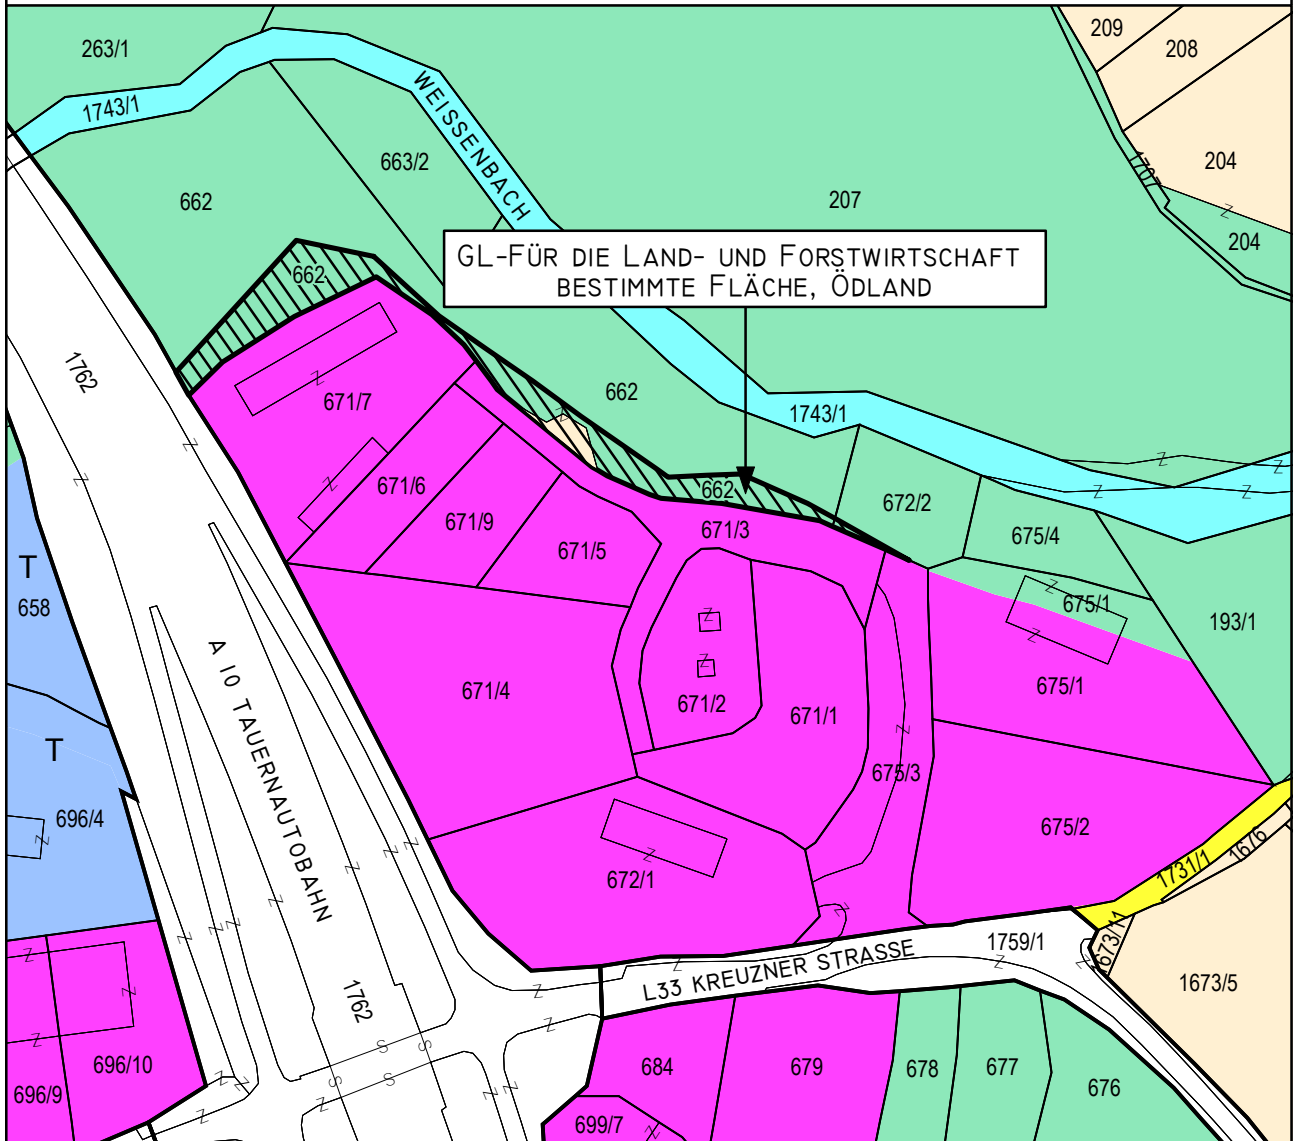 263/1
209
208
1743/1
WEISSENBACH
663/2
204
1707
662
207
Z
204
GL-FÜR DIE LAND- UND FORSTWIRTSCHAFT
BESTIMMTE FLÄCHE, ÖDLAND
662
1762
Z
671/7
662
1743/1
Z
Z
Z
Z
Z
Z
Z
Z
671/6
662
672/2
671/9
671/3
675/4
671/5
T
658
Z
675/1
193/1
Z
Z
Z
A 10 TAUERNAUTOBAHN
671/4
671/2
671/1
675/1
Z
T
675/3
696/4
Z
675/2
Z
Z
Z
Z
Z
672/1
1676
1731/1
Z
Z
Z
Z
Z
Z
1759/1
1673/11
L33 KREUZNER STRASSE
Z
Z
Z
Z
Z
1762
Z
1673/5
Z
Z
S
S
696/10
684
679
678
677
676
S
S
Z
Z
Z
Z
Z
Z
696/9
699/7
Z